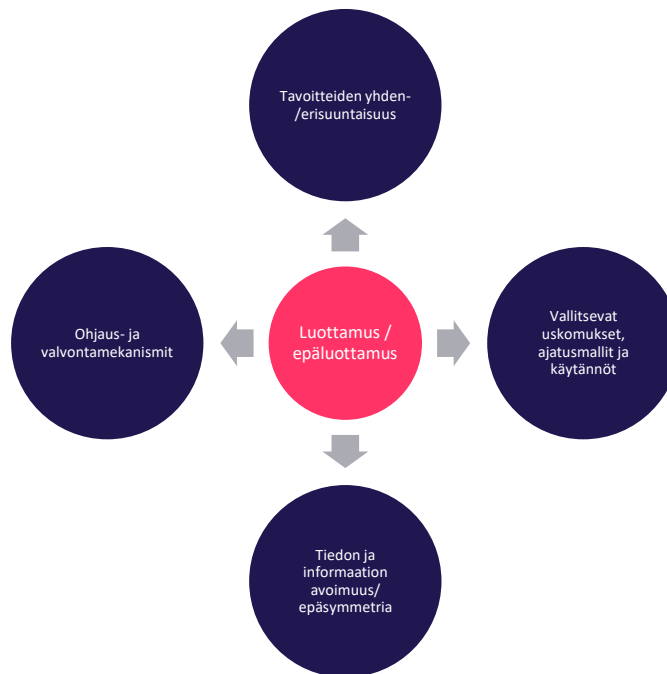 Tavoitteiden yhden-
/erisuuntaisuus
Ohjaus- ja
valvontamekanismit
Luottamus /
epäluottamus
Vallitsevat
uskomukset,
ajatusmallit ja
käytännöt
Tiedon ja
informaation
avoimuus/
epäsymmetria